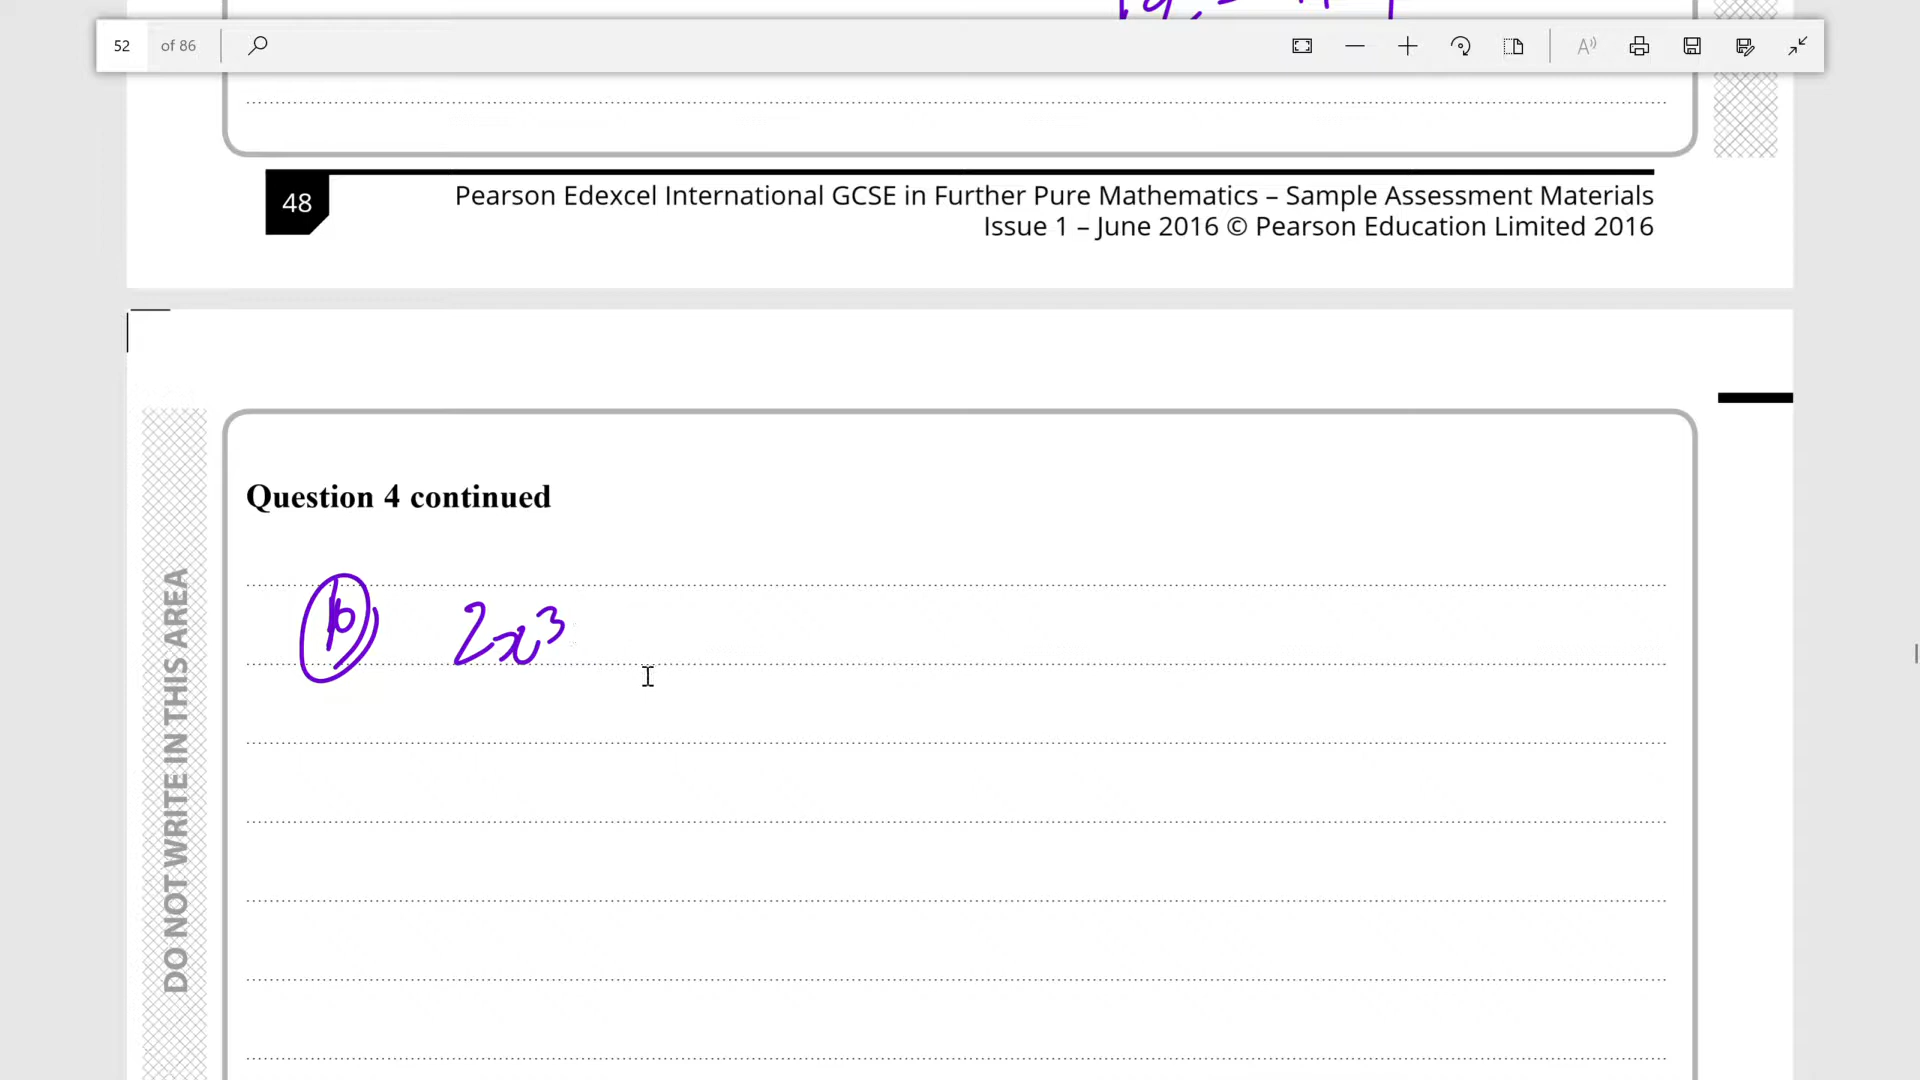 52 of 86
48
Pearson Edexcel International GCSE in Further Pure Mathematics – Sample Assessment Materials
Issue 1 – June 2016 © Pearson Education Limited 2016
DO NOT WRITE IN THIS AREA
Question 4 continued
b 2x³